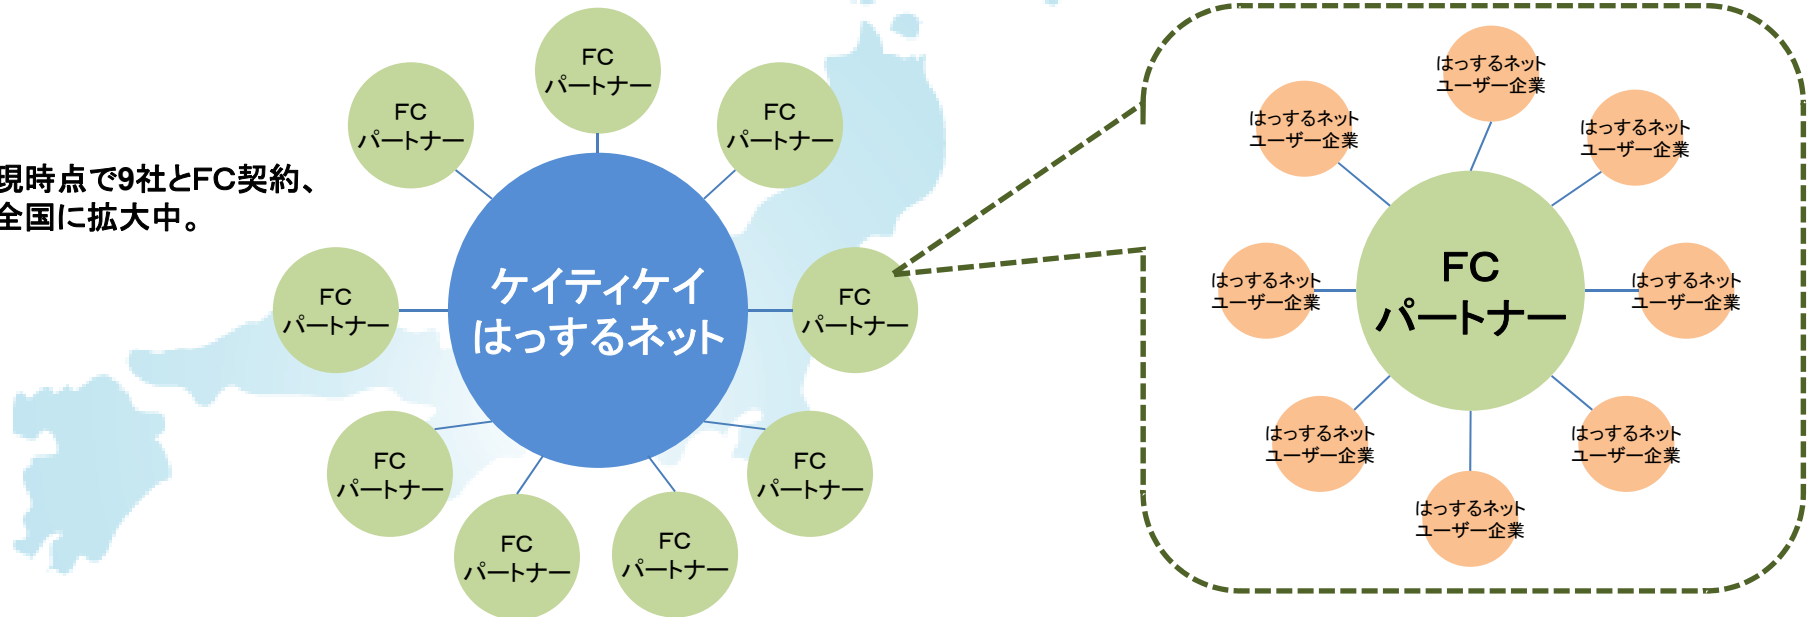 現時点で9社とFC契約、
全国に拡大中。
FC
パートナー
FC
パートナー
FC
パートナー
FC
パートナー
ケイティケイ
はっするネット
FC
パートナー
FC
パートナー
FC
パートナー
FC
パートナー
FC
パートナー
はっするネット
ユーザー企業
はっするネット
ユーザー企業
はっするネット
ユーザー企業
はっするネット
ユーザー企業
FC
パートナー
はっするネット
ユーザー企業
はっするネット
ユーザー企業
はっするネット
ユーザー企業
はっするネット
ユーザー企業